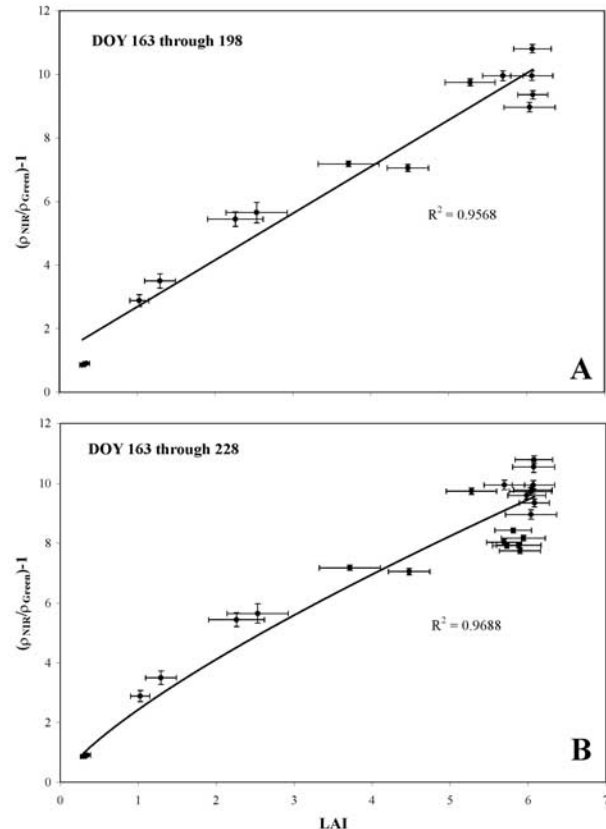 DOY 163 through 198
12
10
8
6
4
2
0
(ρNIR/ρGreen)-1
R² = 0.9568
A
DOY 163 through 228
12
10
8
6
4
2
0
(ρNIR/ρGreen)-1
R² = 0.9688
B
0 1 2 3 4 5 6 7
LAI